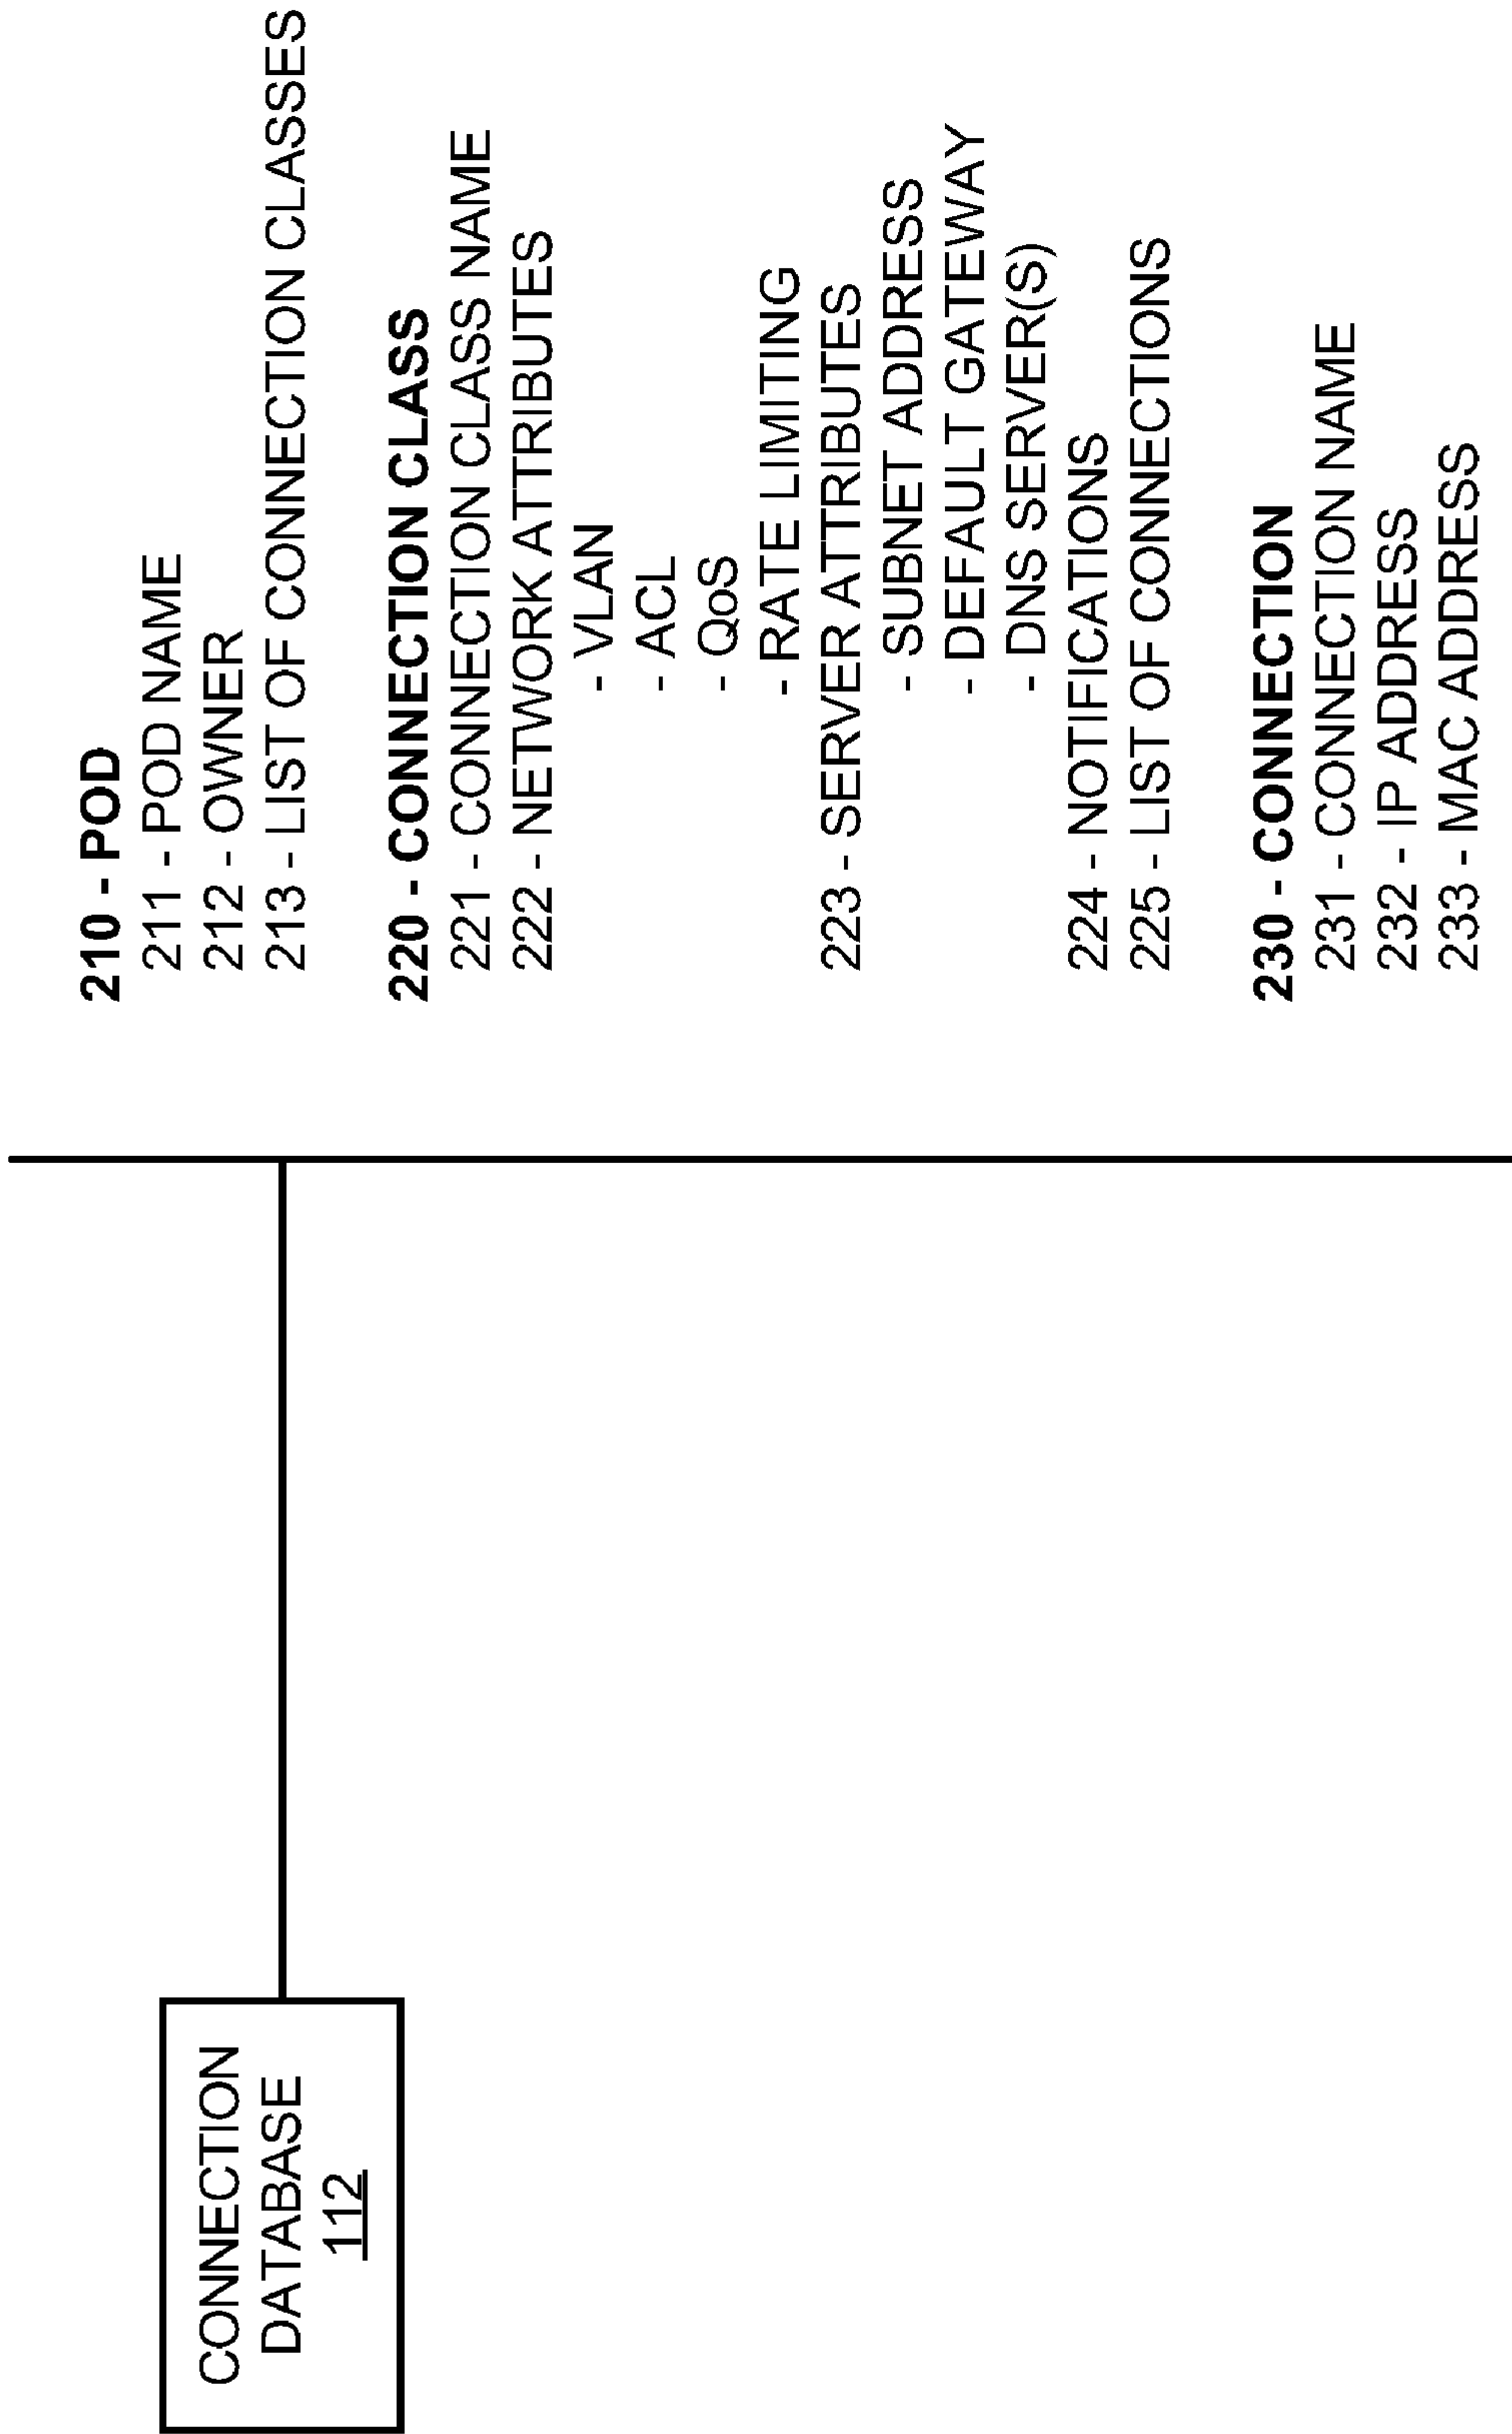 CONNECTION
DATABASE
112
210 - POD
211 - POD NAME
212 - OWNER
213 - LIST OF CONNECTION CLASSES
220 - CONNECTION CLASS
221 - CONNECTION CLASS NAME
222 - NETWORK ATTRIBUTES
- VLAN
- ACL
- QoS
- RATE LIMITING
223 - SERVER ATTRIBUTES
- SUBNET ADDRESS
- DEFAULT GATEWAY
- DNS SERVER(S)
224 - NOTIFICATIONS
225 - LIST OF CONNECTIONS
230 - CONNECTION
231 - CONNECTION NAME
232 - IP ADDRESS
233 - MAC ADDRESS